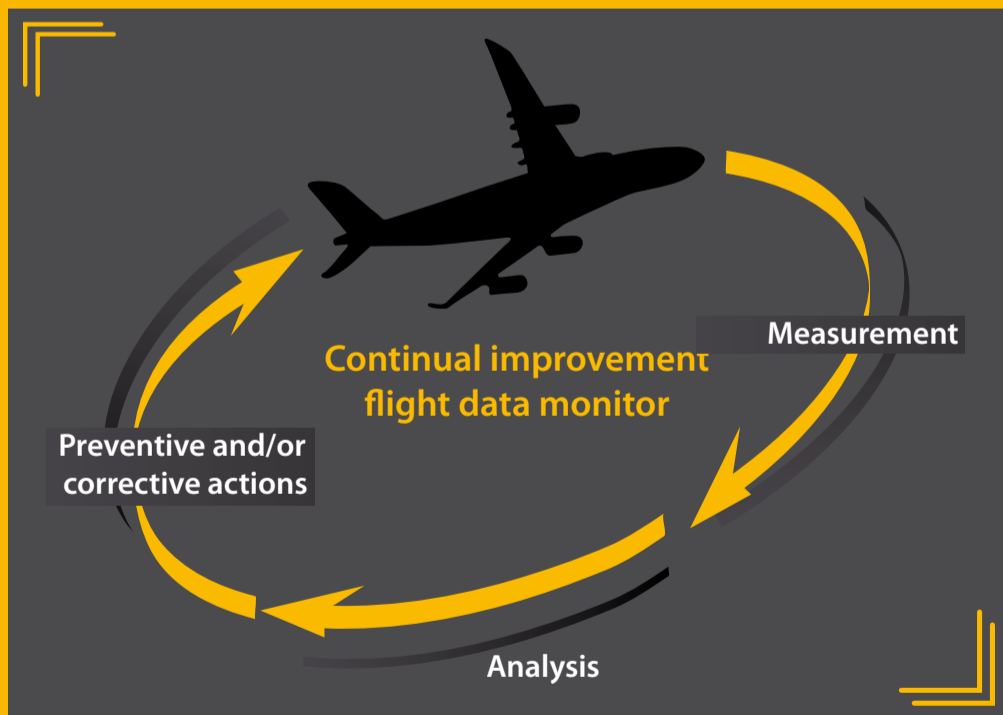 Continual improvement
flight data monitor
Measurement
Preventive and/or
corrective actions
Analysis